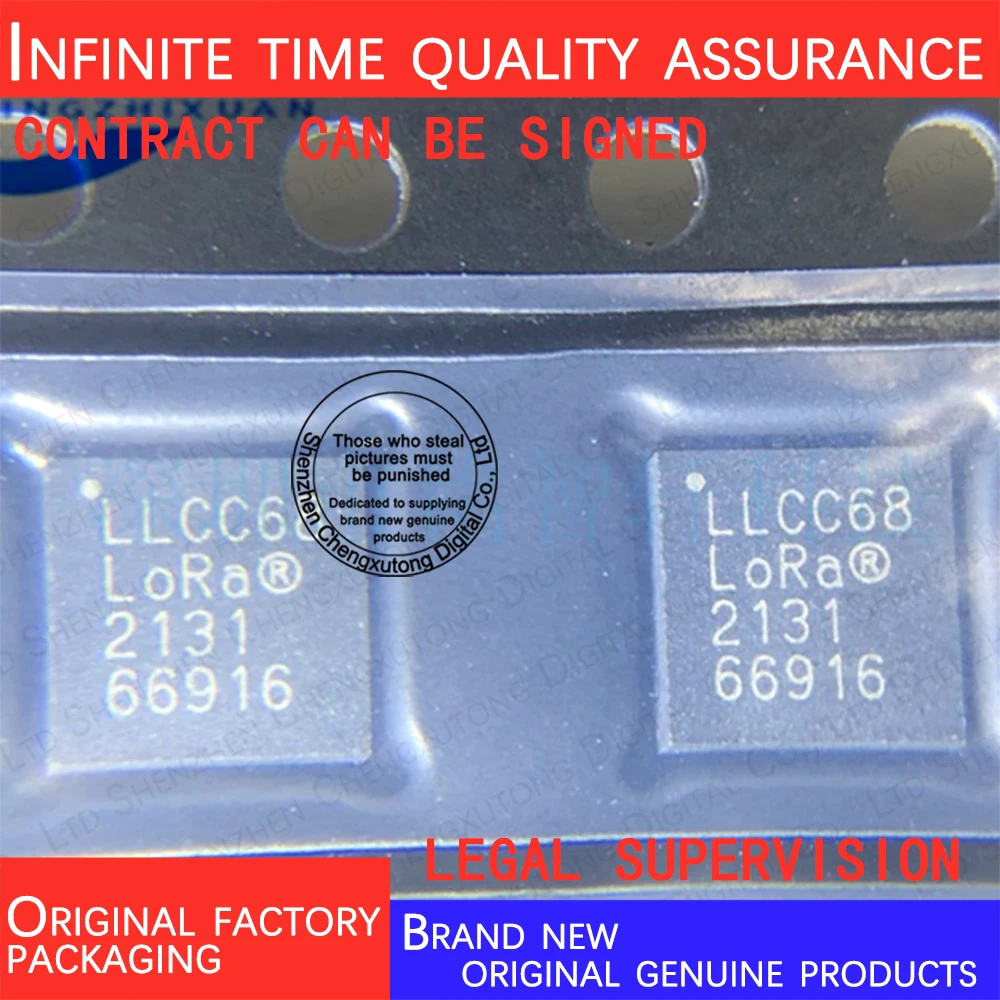 INFINITE TIME QUALITY ASSURANCE
INGZHIXUAN
CONTRACT CAN BE SIGNED
Those who steal
pictures must
be punished
Dedicated to supplying
brand new genuine
products
Shenzhen Chengxutong Digital Co., Ltd
LLCC68
LoRa®
2131
66916
LLCC68
LoRa®
2131
66916
LEGAL SUPERVISION
ORIGINAL FACTORY
PACKAGING
BRAND NEW
ORIGINAL GENUINE PRODUCTS